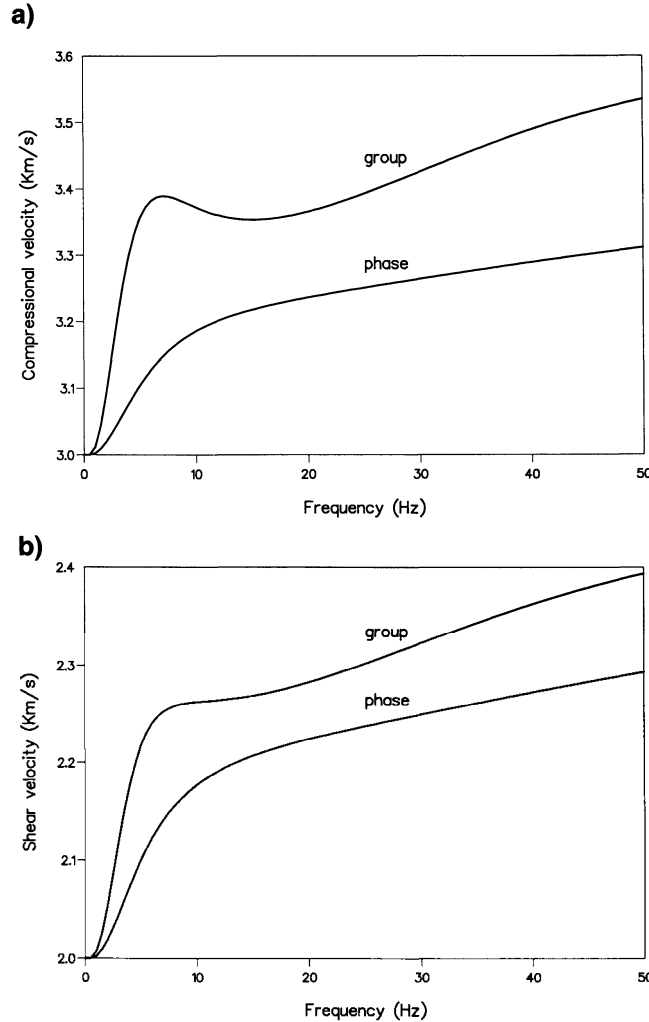 a)
3.6
3.5
3.4
3.3
3.2
3.1
3.0
Compressional velocity (Km/s)
group
phase
0 10 20 30 40 50
Frequency (Hz)
b)
2.4
2.3
2.2
2.1
2.0
Shear velocity (Km/s)
group
phase
0 10 20 30 40 50
Frequency (Hz)